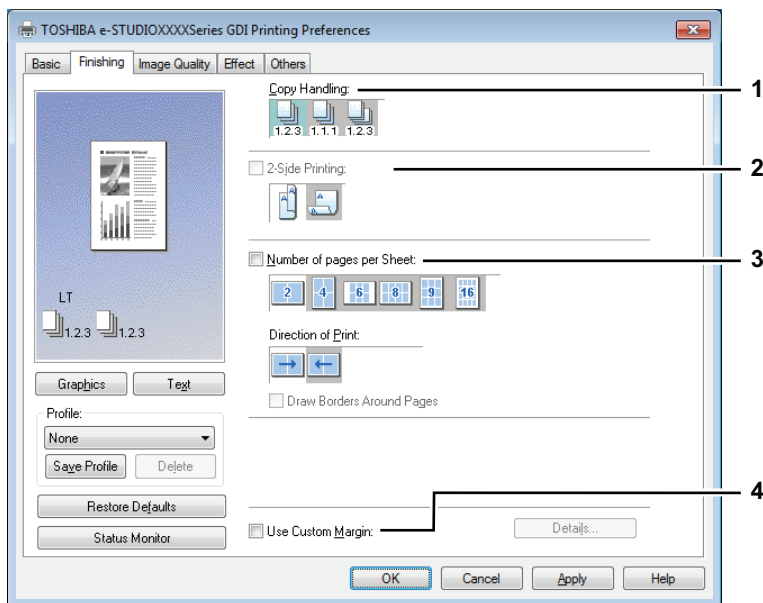 TOSHIBA e-STUDIOXXXXSeries GDI Printing Preferences
Basic Finishing Image Quality Effect Others
Copy Handling: 1
1.2.3 1.1.1 1.2.3
2-Side Printing: 2
A A A
Number of pages per Sheet: 3
2 4 6 8 9 16
LT
1.2.3 1.2.3
Direction of Print:
Graphics Text
Draw Borders Around Pages
Profile:
None
Save Profile Delete
Restore Defaults
4
Use Custom Margin: Details...
Status Monitor
OK Cancel Apply Help